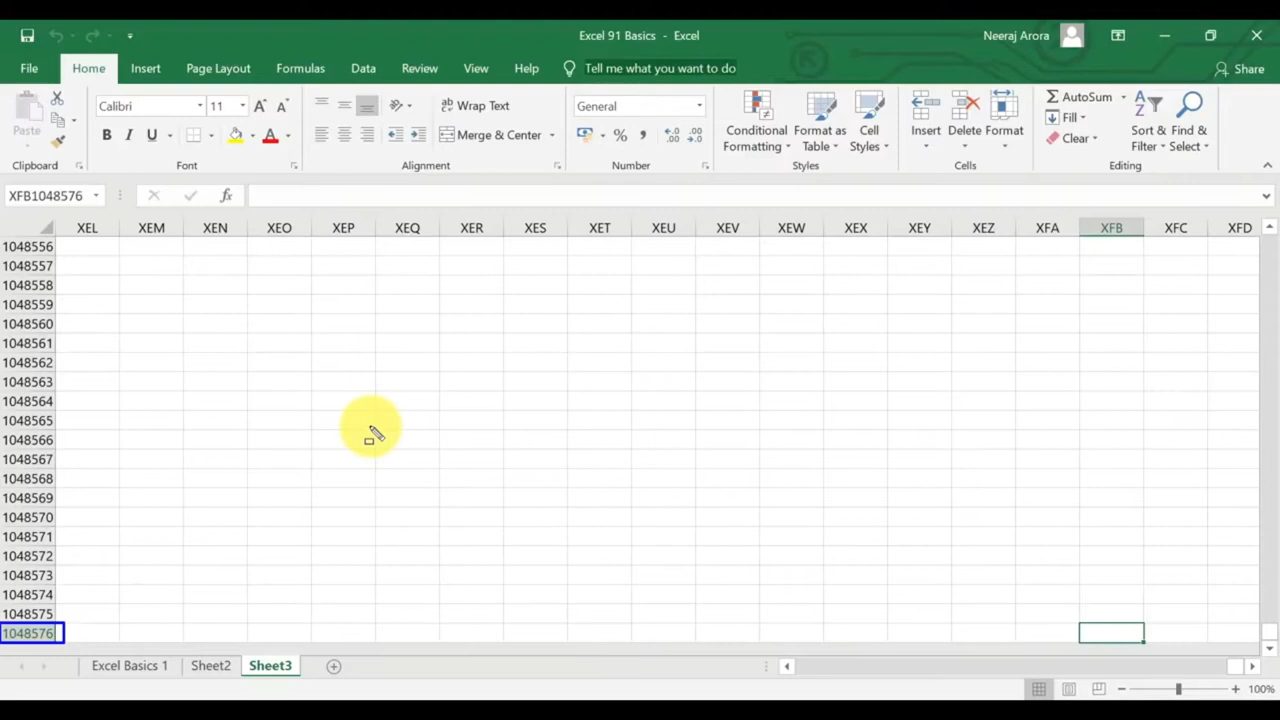 Excel 91 Basics - Excel
Neeraj Arora
File Home Insert Page Layout Formulas Data Review View Help Tell me what you want to do Share
Paste
Calibri 11
B I U A
Wrap Text
Merge & Center
General
Conditional Formatting
Format as Table
Cell Styles
Insert Delete Format
AutoSum
Fill
Clear
Sort & Filter
Find & Select
Clipboard Font Alignment Number Styles Cells Editing
XFB1048576 fx
XEL XEM XEN XEO XEP XEQ XER XES XET XEU XEV XEW XEX XEY XEZ XFA XFB XFC XFD
1048556
1048557
1048558
1048559
1048560
1048561
1048562
1048563
1048564
1048565
1048566
1048567
1048568
1048569
1048570
1048571
1048572
1048573
1048574
1048575
1048576
Excel Basics 1 Sheet2 Sheet3
100%